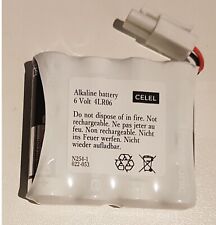 CELEL
Alkaline battery
6 Volt 4LR06
Do not dispose of in fire. Not
rechargeable. Ne pas jeter
au feu. Non rechargeable. Nicht
ins Feuer werfen. Nicht
wieder aufladbar.
N254-1
022-053